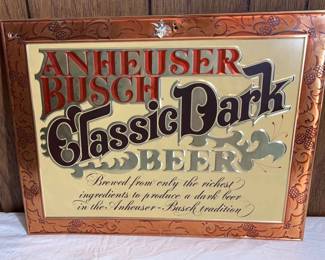 ANHEUSER
BUSCH
Classic Dark
BEER
Brewed from only the richest
ingredients to produce a dark beer
in the Anheuser-Busch tradition